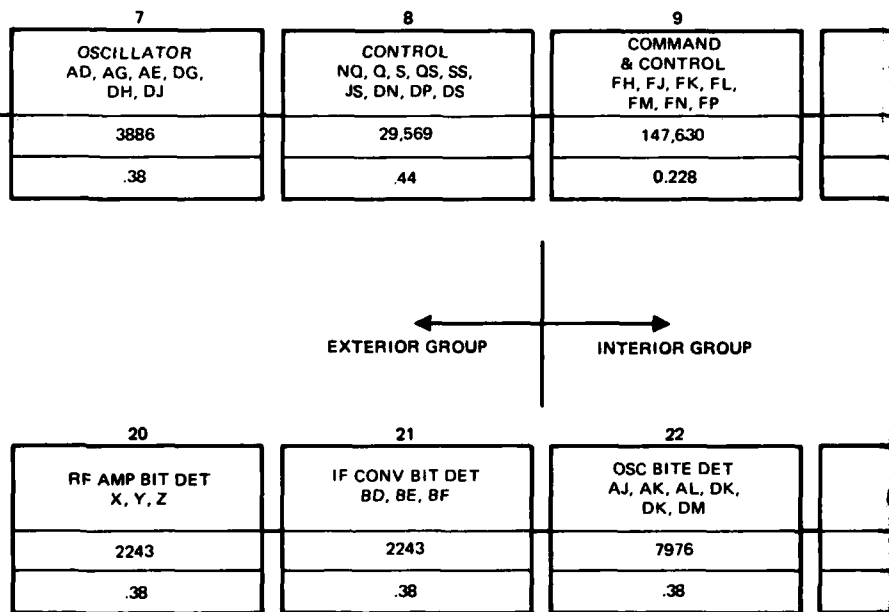 7
OSCILLATOR
AD, AG, AE, DG,
DH, DJ
3886
.38
8
CONTROL
NQ, Q, S, QS, SS,
JS, DN, DP, DS
29,569
.44
9
COMMAND
& CONTROL
FH, FJ, FK, FL,
FM, FN, FP
147,630
0.228
EXTERIOR GROUP
INTERIOR GROUP
20
RF AMP BIT DET
X, Y, Z
2243
.38
21
IF CONV BIT DET
BD, BE, BF
2243
.38
22
OSC BITE DET
AJ, AK, AL, DK,
DK, DM
7976
.38